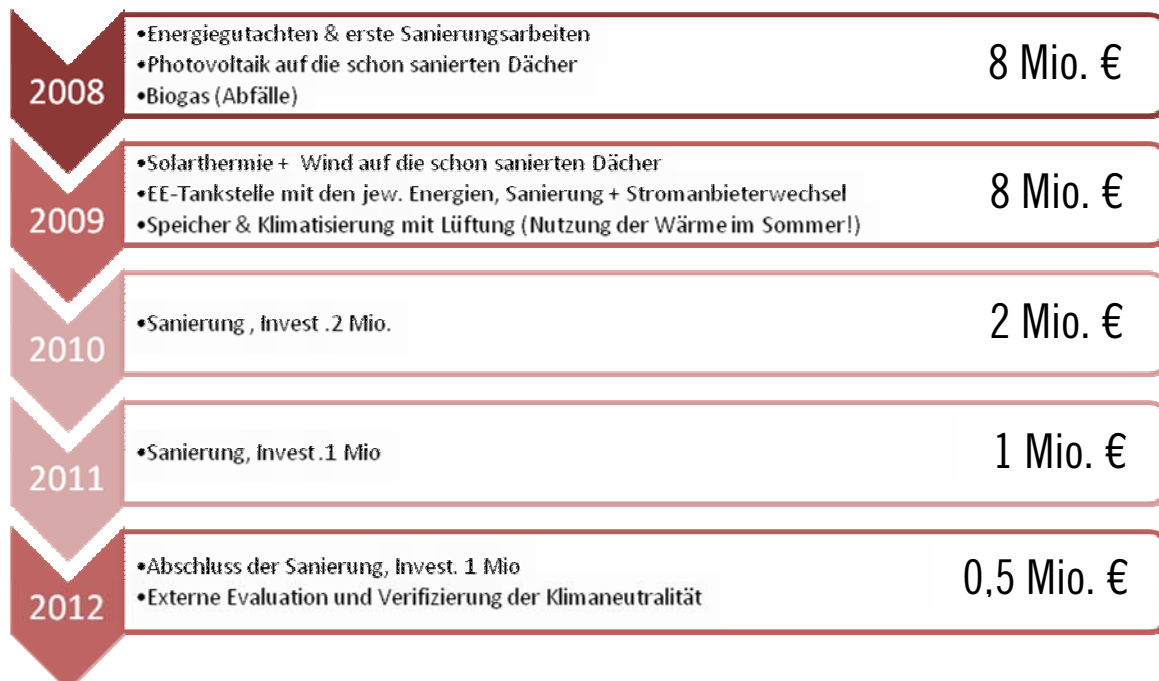 2008
•Energiegutachten & erste Sanierungsarbeiten
•Photovoltaik auf die schon sanierten Dächer
•Biogas (Abfälle)
8 Mio. €
2009
•Solarthermie + Wind auf die schon sanierten Dächer
•EE-Tankstelle mit den jew. Energien, Sanierung + Stromanbieterwechsel
•Speicher & Klimatisierung mit Lüftung (Nutzung der Wärme im Sommer!)
8 Mio. €
2010
•Sanierung , Invest .2 Mio.
2 Mio. €
2011
•Sanierung, Invest .1 Mio
1 Mio. €
2012
•Abschluss der Sanierung, Invest. 1 Mio
•Externe Evaluation und Verifizierung der Klimaneutralität
0,5 Mio. €